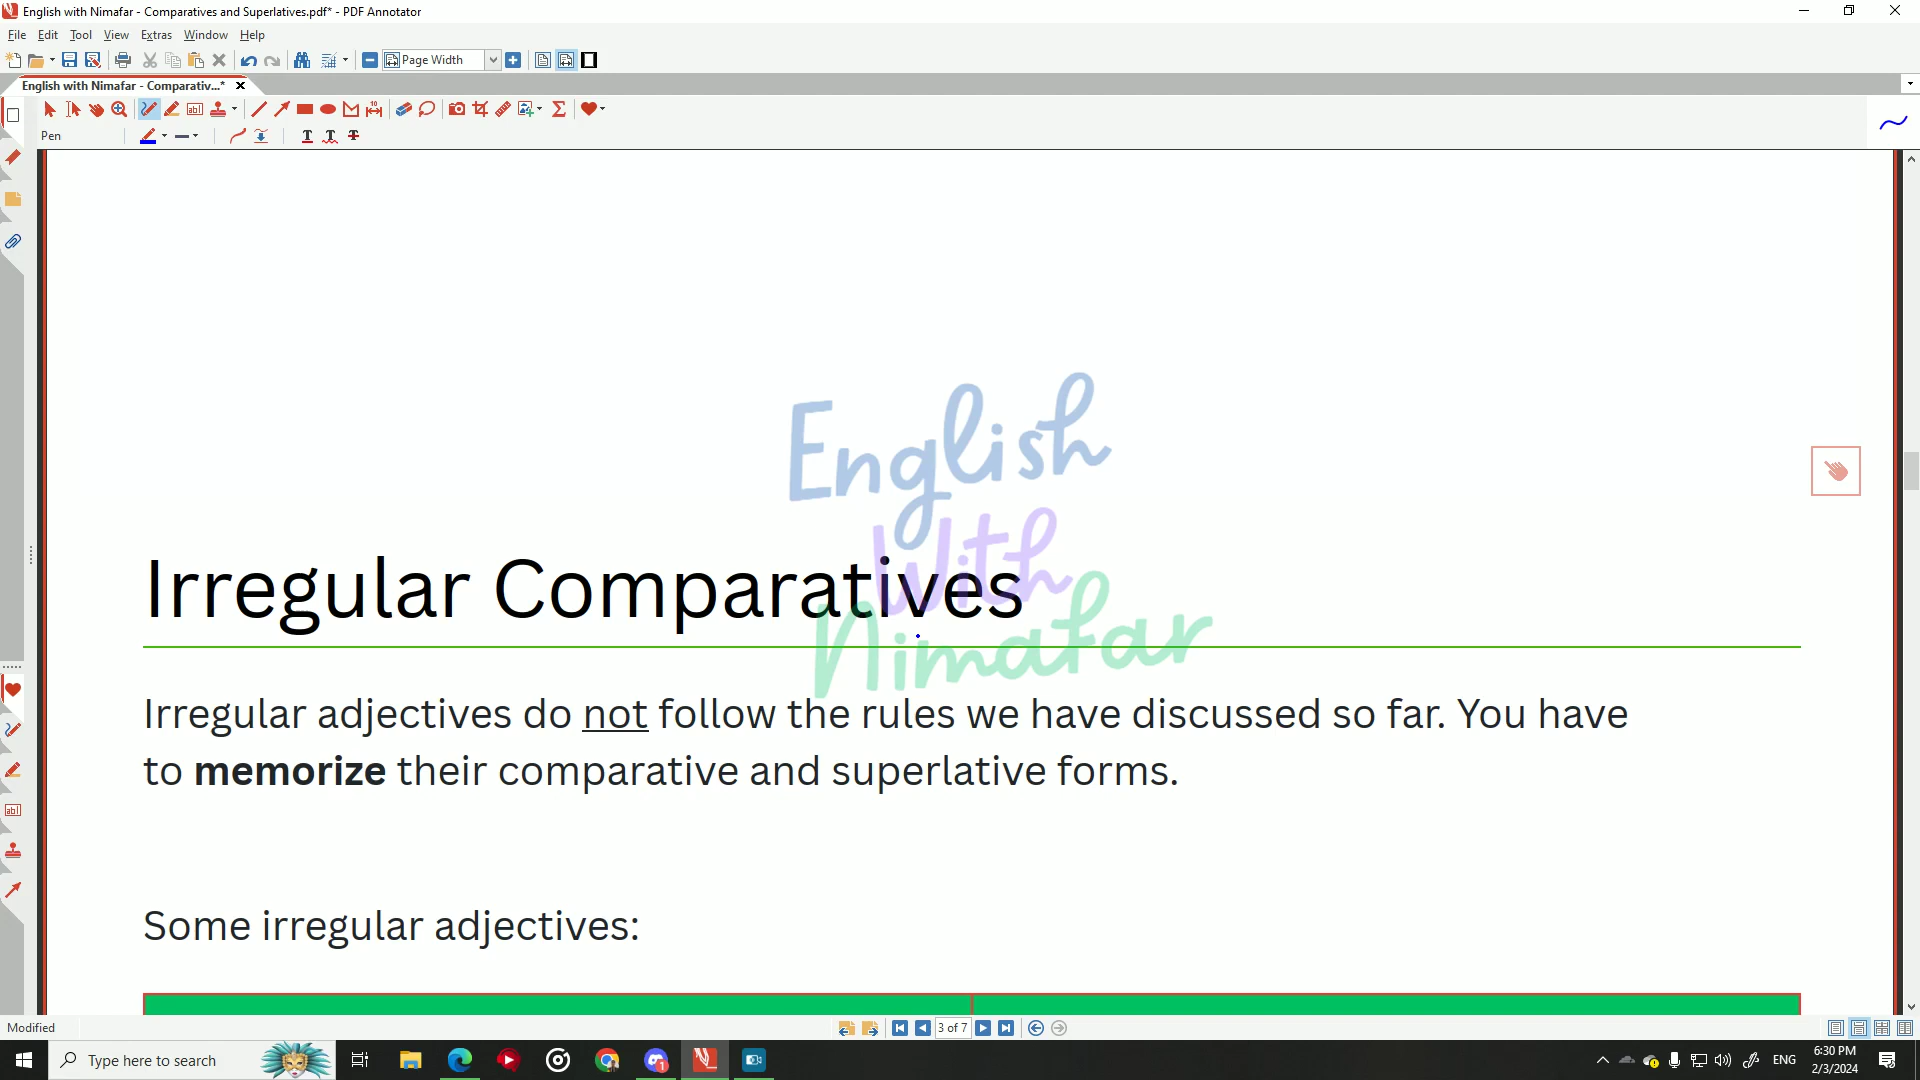 English with Nimafar - Comparatives and Superlatives.pdf* - PDF Annotator
File Edit Tool View Extras Window Help
Page Width
English with Nimafar - Comparativ...*
Pen
English
With
Nimafar
Irregular Comparatives
Irregular adjectives do not follow the rules we have discussed so far. You have
to memorize their comparative and superlative forms.
Some irregular adjectives:
Modified
3 of 7
Type here to search
ENG
6:30 PM
2/3/2024